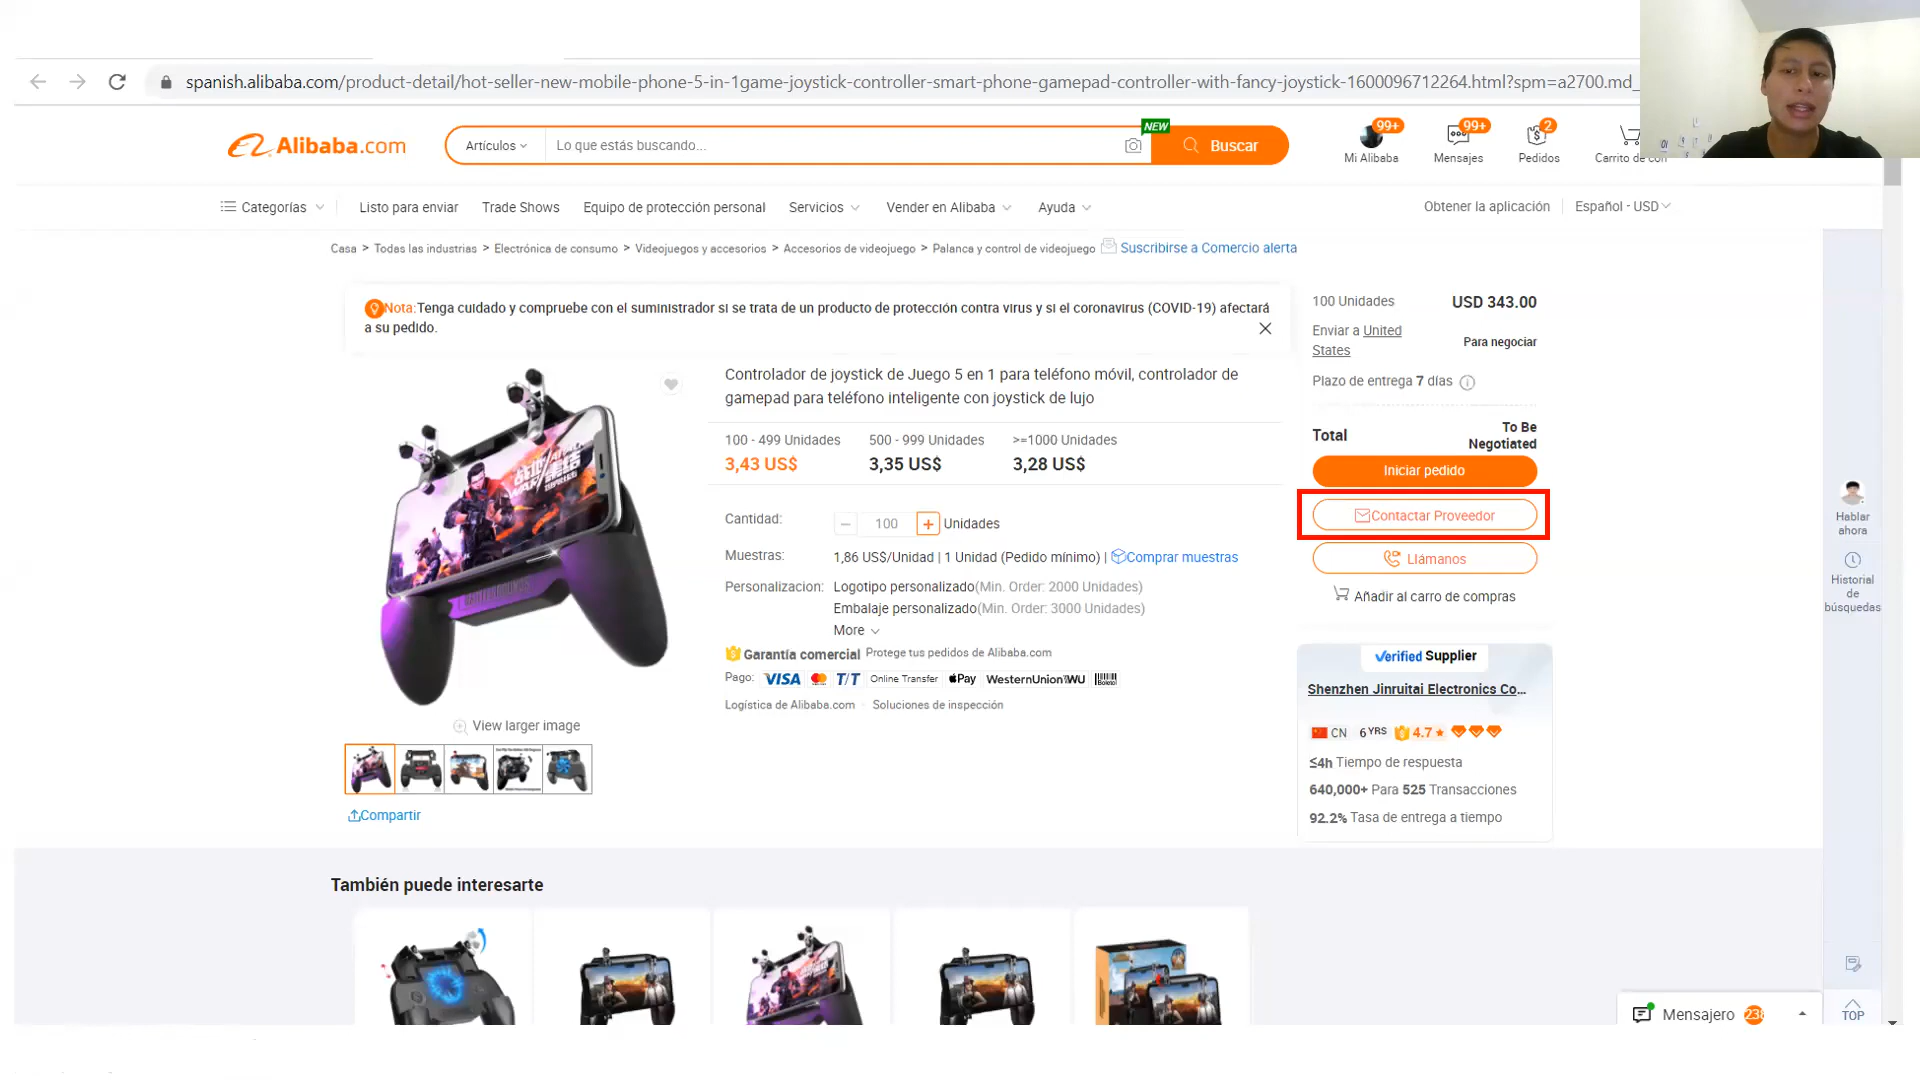 spanish.alibaba.com/product-detail/hot-seller-new-mobile-phone-5-in-1game-joystick-controller-smart-phone-gamepad-controller-with-fancy-joystick-1600096712264.html?spm=a2700.md_
Alibaba.com
Artículos
Lo que estás buscando...
NEW
Buscar
99+
Mi Alibaba
99+
Mensajes
2
Pedidos
Carrito de con
Categorías
Listo para enviar
Trade Shows
Equipo de protección personal
Servicios
Vender en Alibaba
Ayuda
Obtener la aplicación
Español - USD
Casa > Todas las industrias > Electrónica de consumo > Videojuegos y accesorios > Accesorios de videojuego > Palanca y control de videojuego
Suscribirse a Comercio alerta
Nota:Tenga cuidado y compruebe con el suministrador si se trata de un producto de protección contra virus y si el coronavirus (COVID-19) afectará
a su pedido.
Controlador de joystick de Juego 5 en 1 para teléfono móvil, controlador de
gamepad para teléfono inteligente con joystick de lujo
100 - 499 Unidades
3,43 US$
500 - 999 Unidades
3,35 US$
>=1000 Unidades
3,28 US$
Cantidad:
100
Unidades
Muestras:
1,86 US$/Unidad | 1 Unidad (Pedido mínimo) | Comprar muestras
Personalizacion:
Logotipo personalizado(Min. Order: 2000 Unidades)
Embalaje personalizado(Min. Order: 3000 Unidades)
More
Garantía comercial Protege tus pedidos de Alibaba.com
Pago: VISA T/T Online Transfer Pay WesternUnion WU Boleto
Logística de Alibaba.com · Soluciones de inspección
View larger image
Compartir
100 Unidades
USD 343.00
Enviar a United
States
Para negociar
Plazo de entrega 7 días
Total
To Be
Negotiated
Iniciar pedido
Contactar Proveedor
Llámanos
Añadir al carro de compras
Verified Supplier
Shenzhen Jinruitai Electronics Co...
CN 6 YRS 4.7
≤4h Tiempo de respuesta
640,000+ Para 525 Transacciones
92.2% Tasa de entrega a tiempo
Hablar
ahora
Historial
de
búsquedas
También puede interesarte
Mensajero
TOP